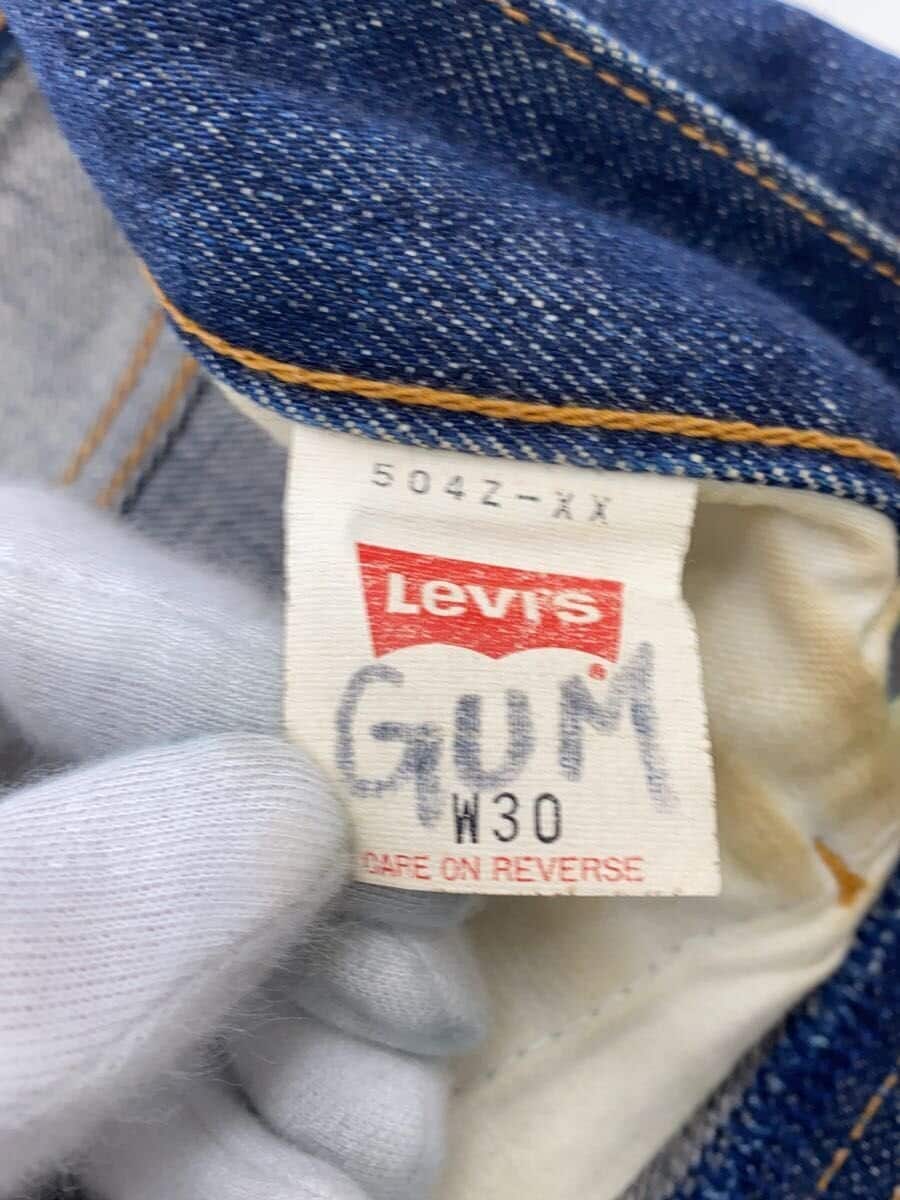 504Z-XX
Levi's
®
GUM
W30
CARE ON REVERSE